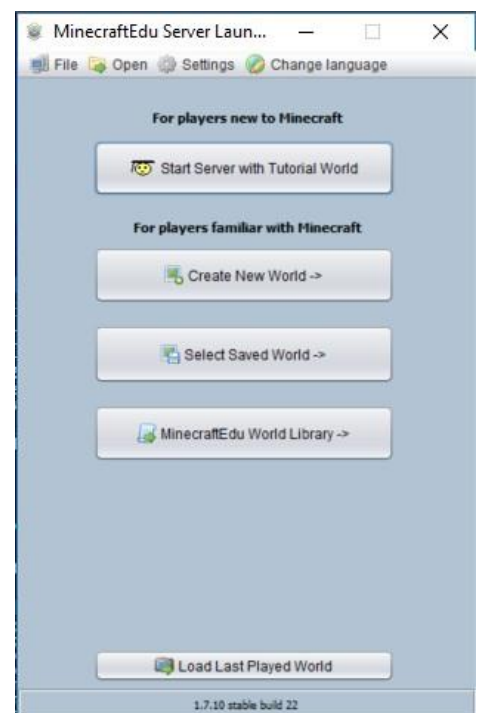 MinecraftEdu Server Laun...
File Open Settings Change language
For players new to Minecraft
Start Server with Tutorial World
For players familiar with Minecraft
Create New World ->
Select Saved World ->
MinecraftEdu World Library ->
Load Last Played World
1.7.10 stable build 22